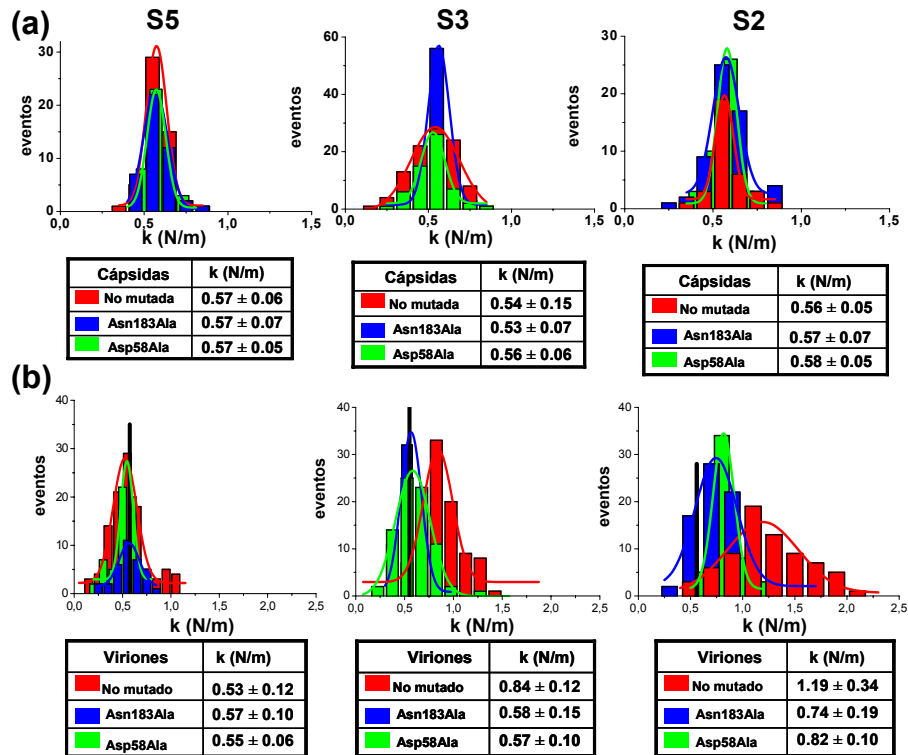 (a)
S5
S3
S2
eventos
30
20
10
0
0,0
0,5
1,0
1,5
k (N/m)
eventos
60
40
20
0
0,0
0,5
1,0
1,5
k (N/m)
eventos
30
20
10
0
0,0
0,5
1,0
1,5
k (N/m)
Cápsidas k (N/m)
No mutada 0.57 ± 0.06
Asn183Ala 0.57 ± 0.07
Asp58Ala 0.57 ± 0.05
Cápsidas k (N/m)
No mutada 0.54 ± 0.15
Asn183Ala 0.53 ± 0.07
Asp58Ala 0.56 ± 0.06
Cápsidas k (N/m)
No mutada 0.56 ± 0.05
Asn183Ala 0.57 ± 0.07
Asp58Ala 0.58 ± 0.05
(b)
eventos
40
30
20
10
0
0,0
0,5
1,0
1,5
2,0
2,5
k (N/m)
eventos
40
30
20
10
0
0,0
0,5
1,0
1,5
2,0
2,5
k (N/m)
eventos
40
30
20
10
0
0,0
0,5
1,0
1,5
2,0
2,5
k (N/m)
Viriones k (N/m)
No mutado 0.53 ± 0.12
Asn183Ala 0.57 ± 0.10
Asp58Ala 0.55 ± 0.06
Viriones k (N/m)
No mutado 0.84 ± 0.12
Asn183Ala 0.58 ± 0.15
Asp58Ala 0.57 ± 0.10
Viriones k (N/m)
No mutado 1.19 ± 0.34
Asn183Ala 0.74 ± 0.19
Asp58Ala 0.82 ± 0.10